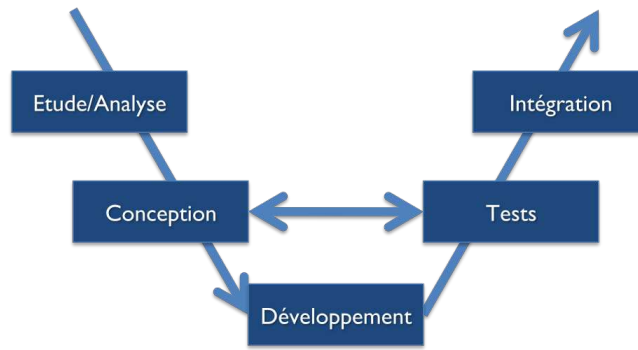 Etude/Analyse
Intégration
Conception
Tests
Développement